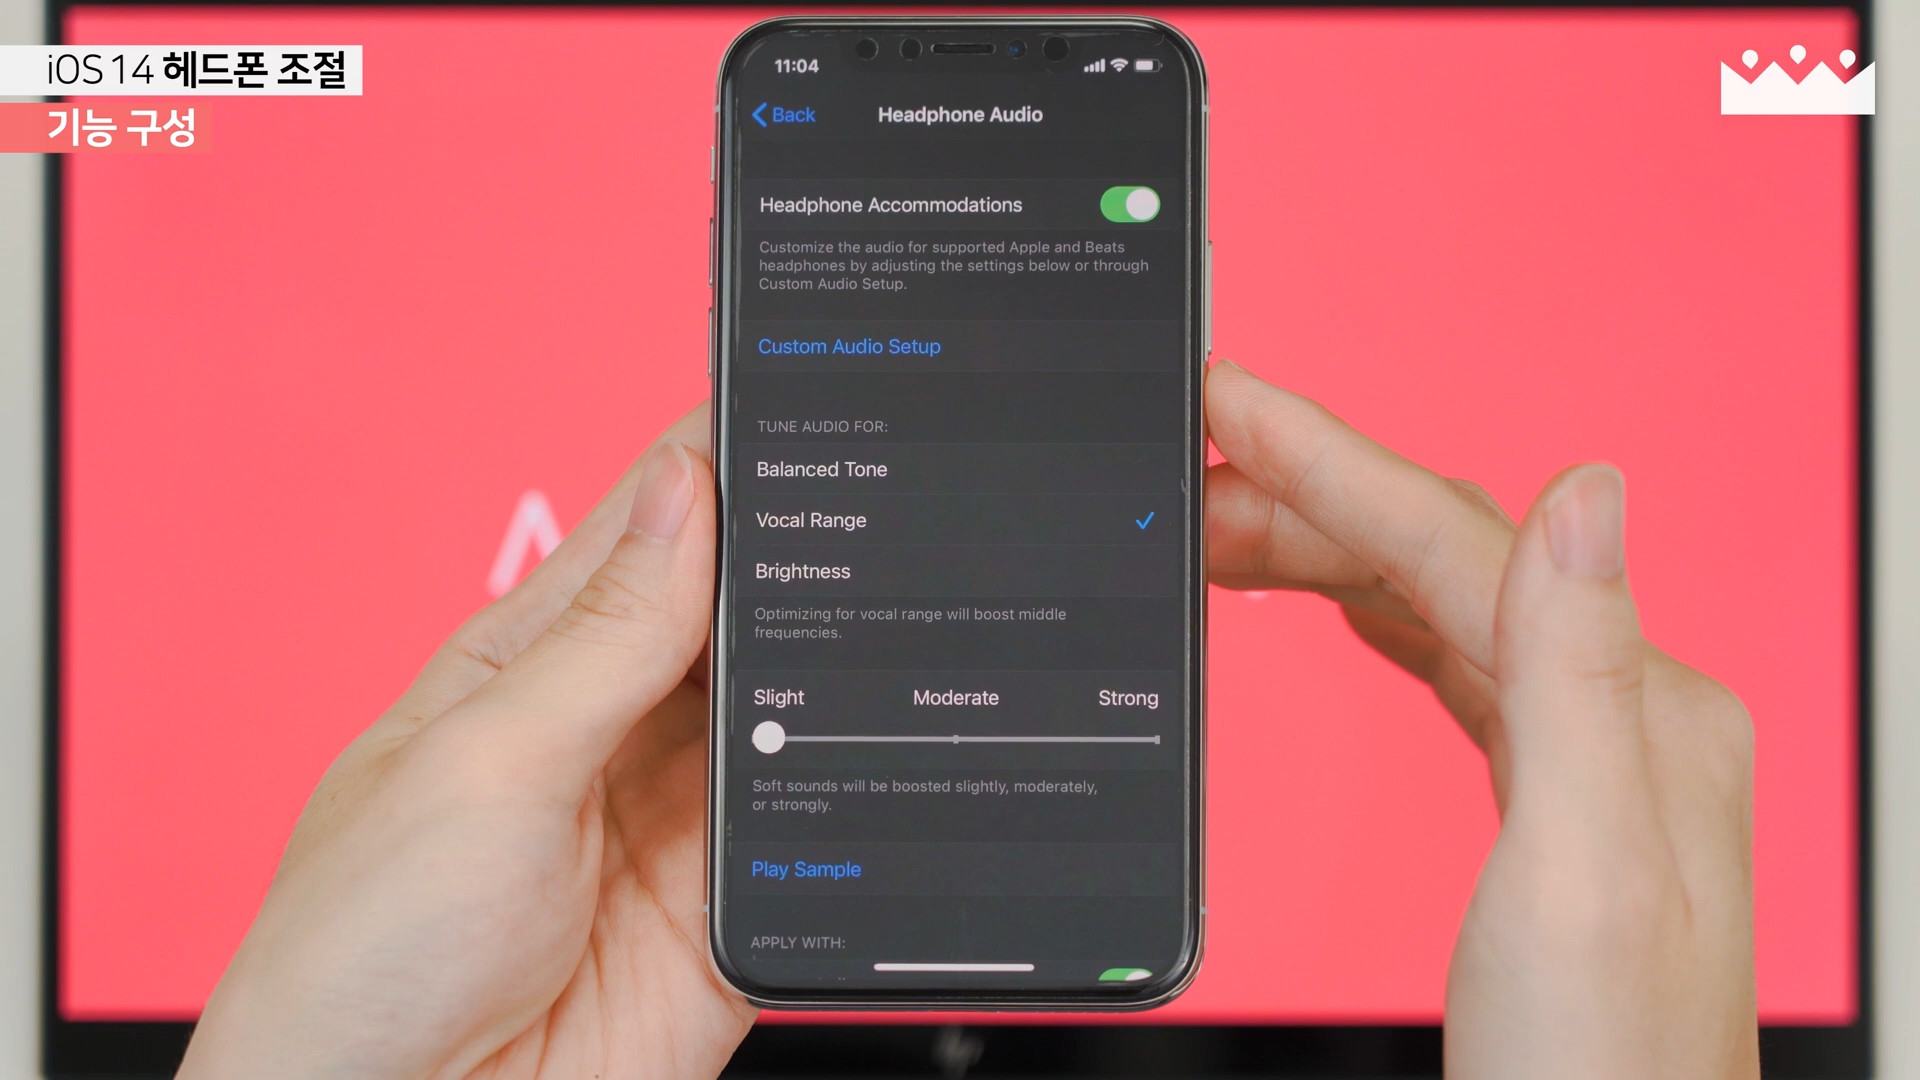 iOS 14 헤드폰 조절
기능 구성
11:04
Back
Headphone Audio
Headphone Accommodations
Customize the audio for supported Apple and Beats
headphones by adjusting the settings below or through
Custom Audio Setup.
Custom Audio Setup
TUNE AUDIO FOR:
Balanced Tone
Vocal Range
Brightness
Optimizing for vocal range will boost middle
frequencies.
Slight Moderate Strong
Soft sounds will be boosted slightly, moderately,
or strongly.
Play Sample
APPLY WITH: